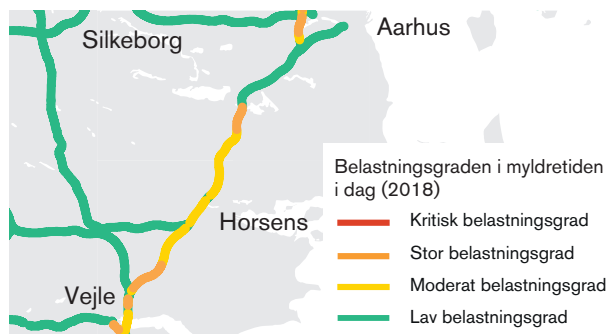 Silkeborg
Aarhus
Horsens
Vejle
Belastningsgraden i myldretiden
i dag (2018)
Kritisk belastningsgrad
Stor belastningsgrad
Moderat belastningsgrad
Lav belastningsgrad